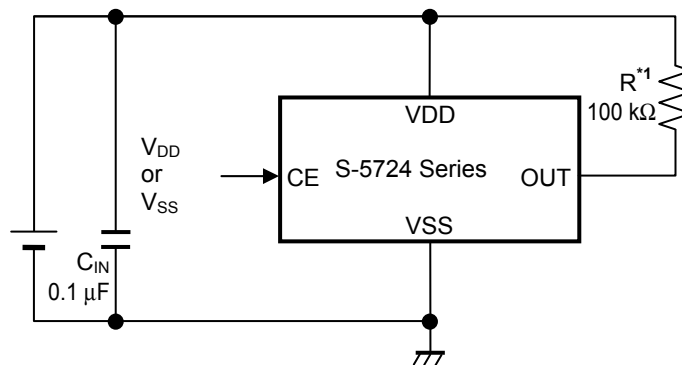 R*1
100 kΩ
VDD
VDD
or
VSS
CE
S-5724 Series
OUT
VSS
CIN
0.1 μF